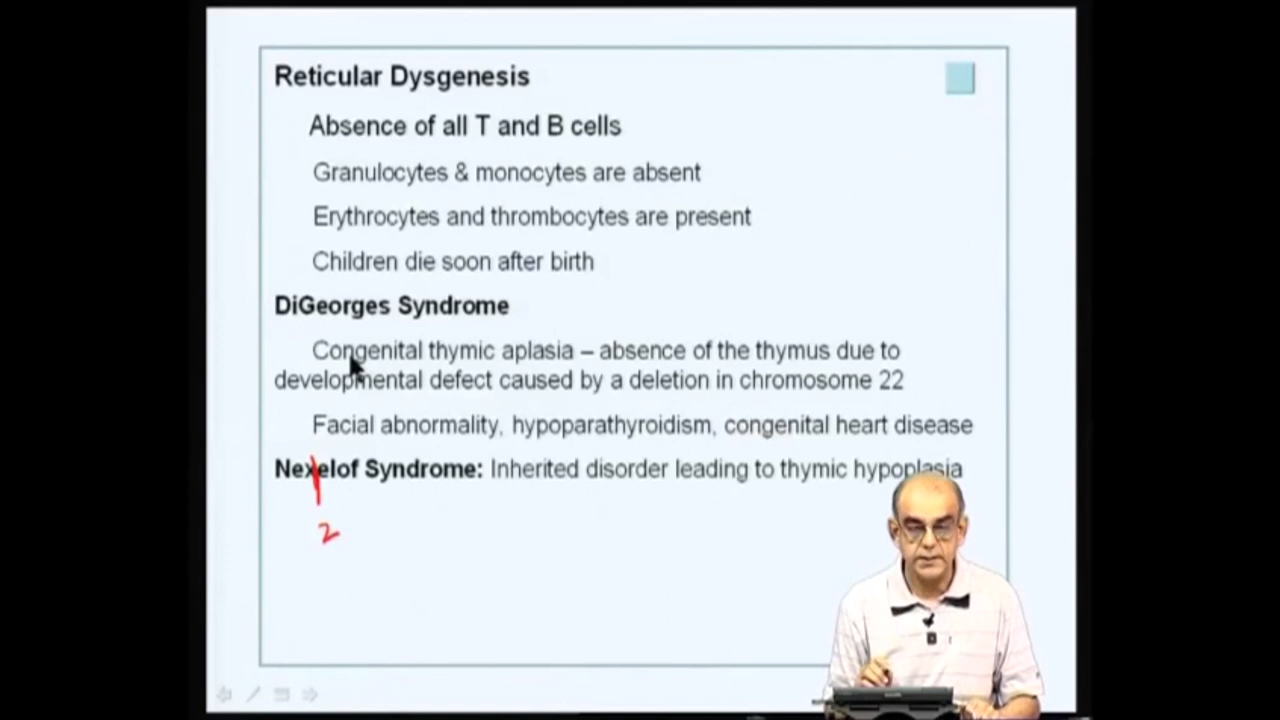 Reticular Dysgenesis
Absence of all T and B cells
Granulocytes & monocytes are absent
Erythrocytes and thrombocytes are present
Children die soon after birth
DiGeorges Syndrome
Congenital thymic aplasia – absence of the thymus due to
developmental defect caused by a deletion in chromosome 22
Facial abnormality, hypoparathyroidism, congenital heart disease
Nexelof Syndrome: Inherited disorder leading to thymic hypoplasia
2